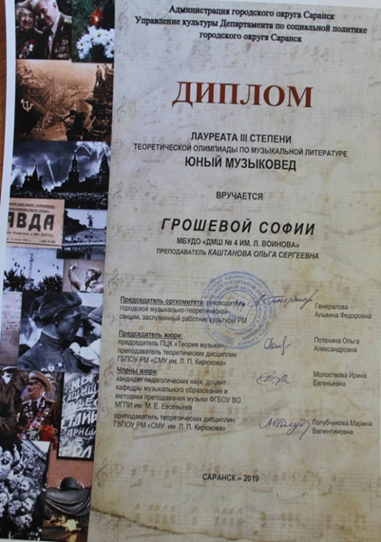 Администрация городского округа Саранск
Управление культуры Департамента по социальной политике
городского округа Саранск
ДИПЛОМ
ЛАУРЕАТА III СТЕПЕНИ
ТЕОРЕТИЧЕСКОЙ ОЛИМПИАДЫ ПО МУЗЫКАЛЬНОЙ ЛИТЕРАТУРЕ
ЮНЫЙ МУЗЫКОВЕД
ВРУЧАЕТСЯ
ГРОШЕВОЙ СОФИИ
МБУДО «ДМШ № 4 ИМ. Л. ВОИНОВА»
ПРЕПОДАВАТЕЛЬ КАШТАНОВА ОЛЬГА СЕРГЕЕВНА
Председатель оргкомитета: руководитель
городской музыкально-теоретической
секции, заслуженный работник культуры РМ
Генералова
Альвина Федоровна
Председатель жюри:
председатель ПЦК «Теория музыки»
преподаватель теоретических дисциплин
ГБПОУ РМ «СМУ им. Л. П. Кирюкова»
Потехина Ольга
Александровна
Члены жюри:
кандидат педагогических наук, доцент
кафедры музыкального образования и
методики преподавания музыки ФГБОУ ВО
МГПИ им. М. Е. Евсевьева
Молоствова Ирина
Евгеньевна
преподаватель теоретических дисциплин
ГБПОУ РМ «СМУ им. Л. П. Кирюкова»
Голубчикова Марина
Валентиновна
САРАНСК – 2019